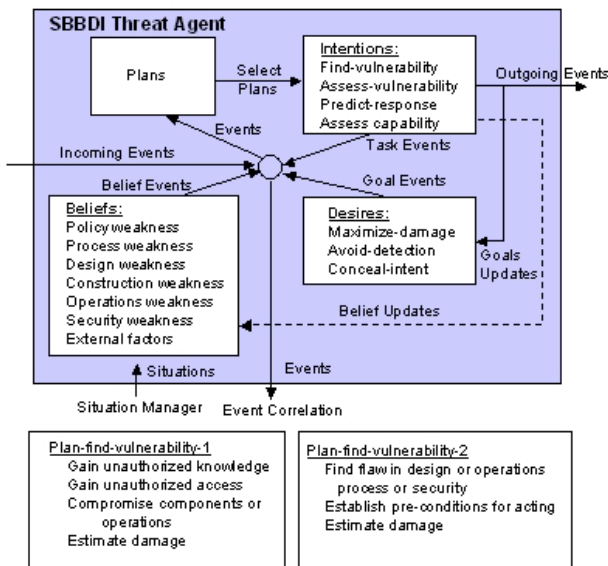 SBBDI Threat Agent
Plans
Select
Plans
Intentions:
Find-vulnerability
Assess-vulnerability
Predict-response
Assess capability
Outgoing Events
Events
Task Events
Incoming Events
Belief Events
Goal Events
Beliefs:
Policy weakness
Process weakness
Design weakness
Construction weakness
Operations weakness
Security weakness
External factors
Desires:
Maximize-damage
Avoid-detection
Conceal-intent
Goals
Updates
Belief Updates
Situations
Events
Situation Manager
Event Correlation
Plan-find-vulnerability-1
Gain unauthorized knowledge
Gain unauthorized access
Compromise components or
operations
Estimate damage
Plan-find-vulnerability-2
Find flaw in design or operations
process or security
Establish pre-conditions for acting
Estimate damage